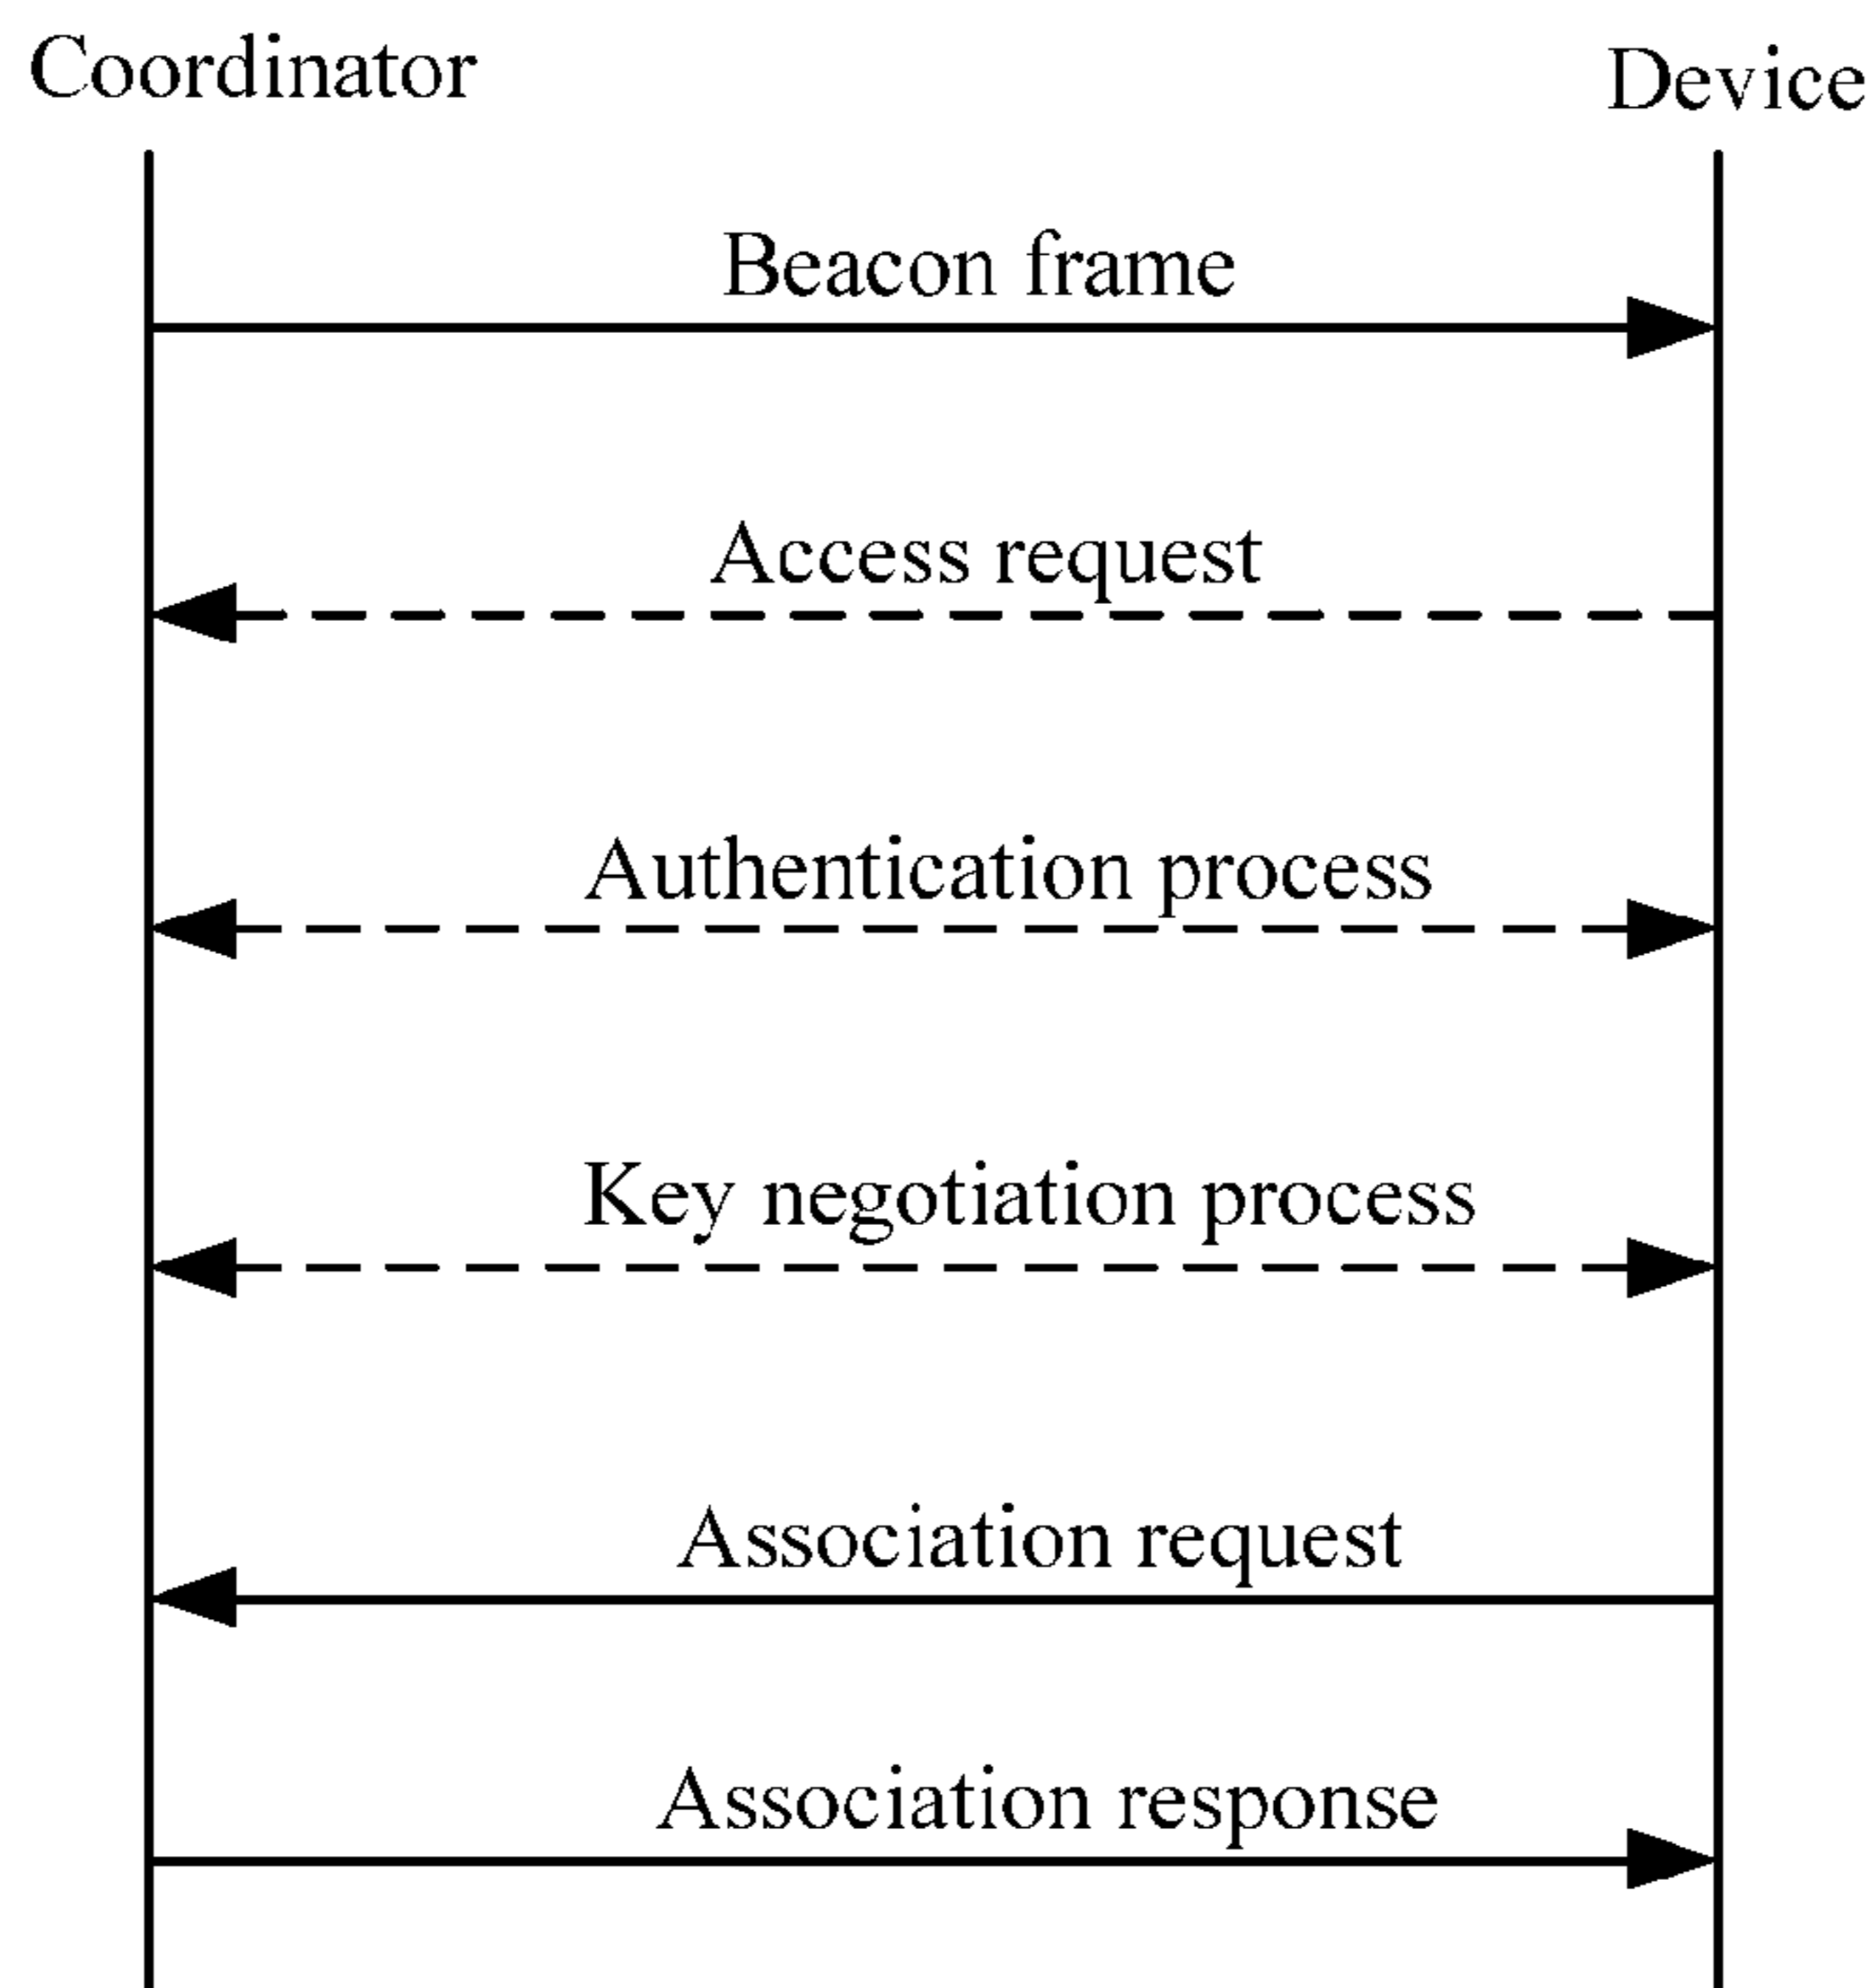 Coordinator
Device
Beacon frame
Access request
Authentication process
Key negotiation process
Association request
Association response